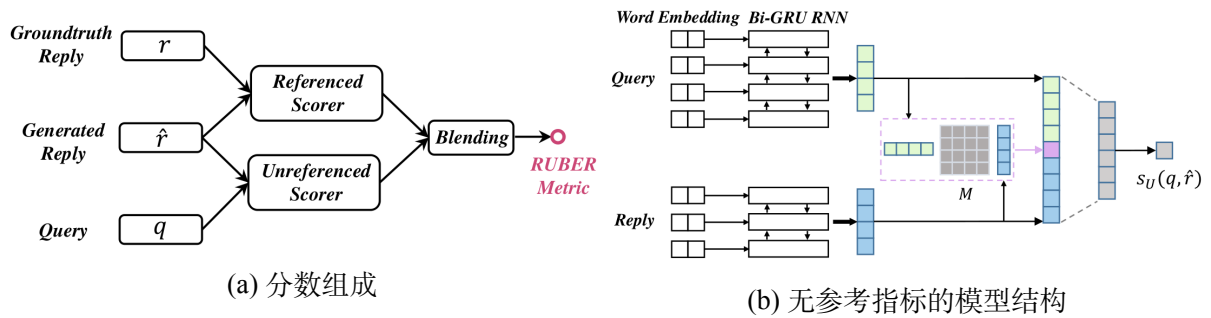 Groundtruth
Reply
r
Referenced
Scorer
Generated
Reply
r̂
Blending
RUBER
Metric
Unreferenced
Scorer
Query
q
(a) 分数组成
Word Embedding Bi-GRU RNN
Query
M
s_U(q, r̂)
Reply
(b) 无参考指标的模型结构